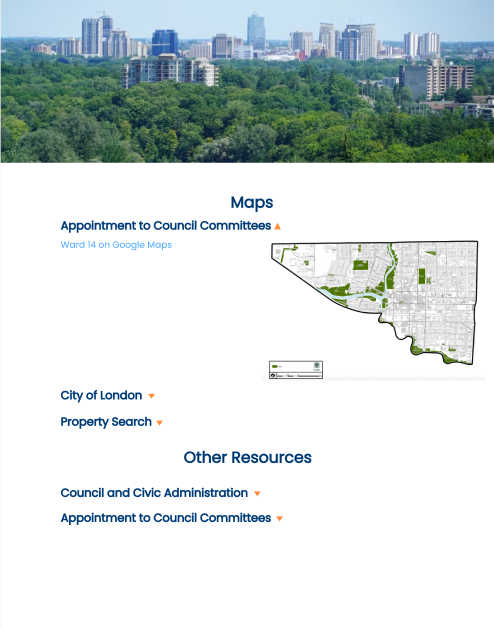 Maps
Appointment to Council Committees
Ward 14 on Google Maps
City of London
Property Search
Other Resources
Council and Civic Administration
Appointment to Council Committees